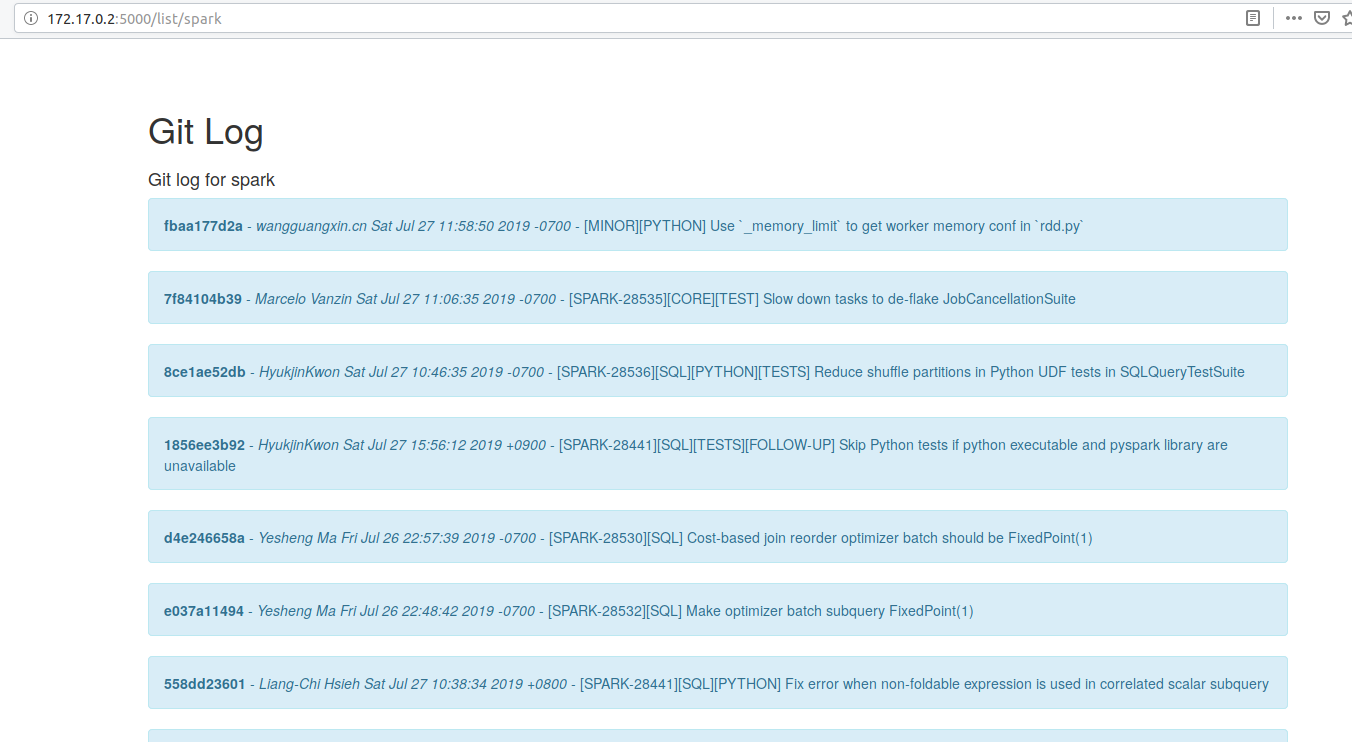 172.17.0.2:5000/list/spark
Git Log
Git log for spark
fbaa177d2a - wangguangxin.cn Sat Jul 27 11:58:50 2019 -0700 - [MINOR][PYTHON] Use `_memory_limit` to get worker memory conf in `rdd.py`
7f84104b39 - Marcelo Vanzin Sat Jul 27 11:06:35 2019 -0700 - [SPARK-28535][CORE][TEST] Slow down tasks to de-flake JobCancellationSuite
8ce1ae52db - HyukjinKwon Sat Jul 27 10:46:35 2019 -0700 - [SPARK-28536][SQL][PYTHON][TESTS] Reduce shuffle partitions in Python UDF tests in SQLQueryTestSuite
1856ee3b92 - HyukjinKwon Sat Jul 27 15:56:12 2019 +0900 - [SPARK-28441][SQL][TESTS][FOLLOW-UP] Skip Python tests if python executable and pyspark library are
unavailable
d4e246658a - Yesheng Ma Fri Jul 26 22:57:39 2019 -0700 - [SPARK-28530][SQL] Cost-based join reorder optimizer batch should be FixedPoint(1)
e037a11494 - Yesheng Ma Fri Jul 26 22:48:42 2019 -0700 - [SPARK-28532][SQL] Make optimizer batch subquery FixedPoint(1)
558dd23601 - Liang-Chi Hsieh Sat Jul 27 10:38:34 2019 +0800 - [SPARK-28441][SQL][PYTHON] Fix error when non-foldable expression is used in correlated scalar subquery